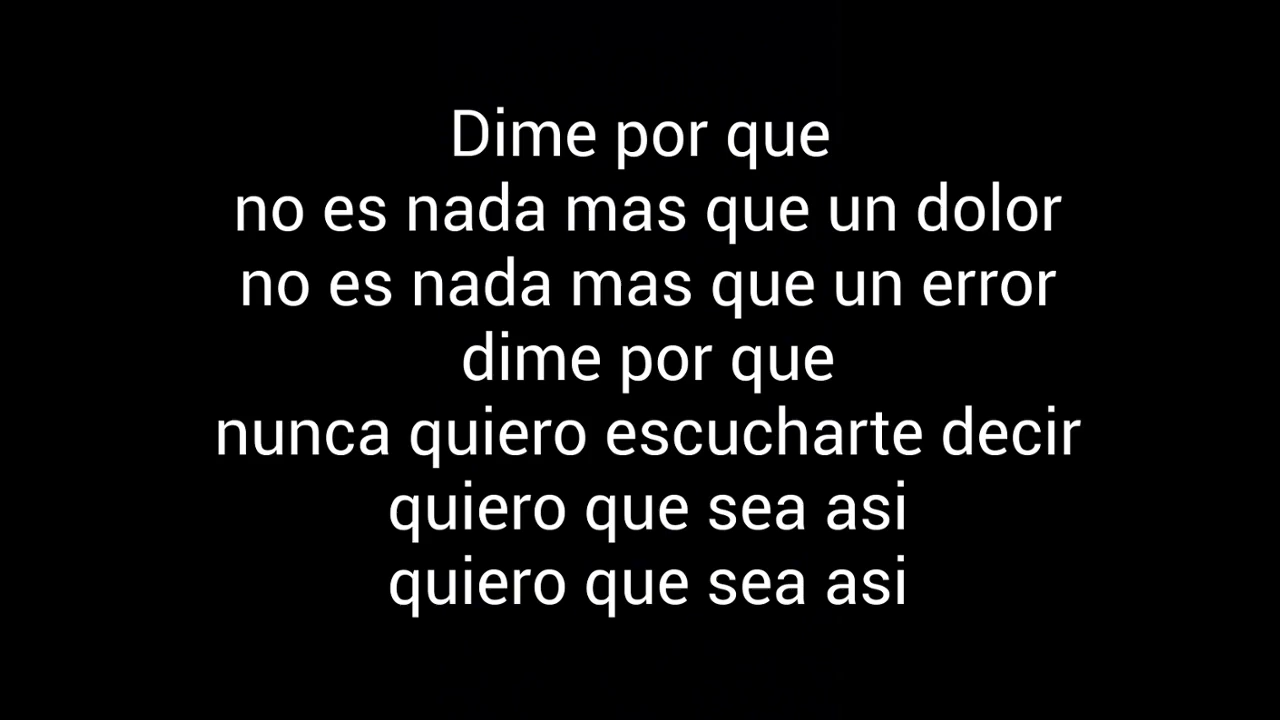 Dime por que
no es nada mas que un dolor
no es nada mas que un error
dime por que
nunca quiero escucharte decir
quiero que sea asi
quiero que sea asi